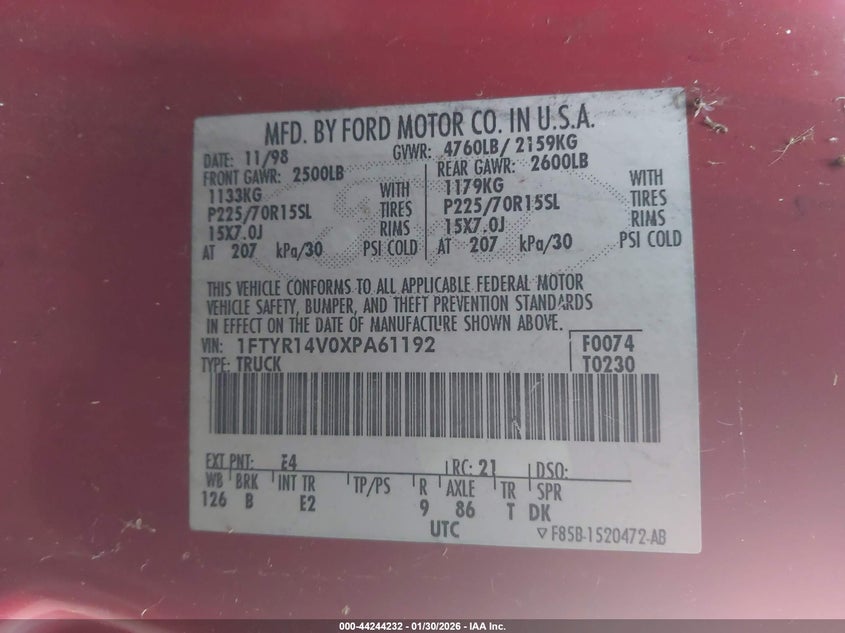 MFD. BY FORD MOTOR CO. IN U.S.A.
DATE: 11/98 GVWR: 4760LB/ 2159KG
FRONT GAWR: 2500LB REAR GAWR: 2600LB
1133KG WITH 1179KG WITH
P225/70R15SL TIRES P225/70R15SL TIRES
15X7.0J RIMS 15X7.0J RIMS
AT 207 kPa/30 PSI COLD AT 207 kPa/30 PSI COLD
THIS VEHICLE CONFORMS TO ALL APPLICABLE FEDERAL MOTOR
VEHICLE SAFETY, BUMPER, AND THEFT PREVENTION STANDARDS
IN EFFECT ON THE DATE OF MANUFACTURE SHOWN ABOVE.
VIN: 1FTYR14V0XPA61192 F0074
TYPE: TRUCK T0230
EXT PNT: E4 RC: 21 DSO:
WB BRK INT TR TP/PS R AXLE TR SPR
126 B E2 9 86 T DK
UTC ▽ F85B-1520472-AB
000-44244232 - 01/30/2026 - IAA Inc.